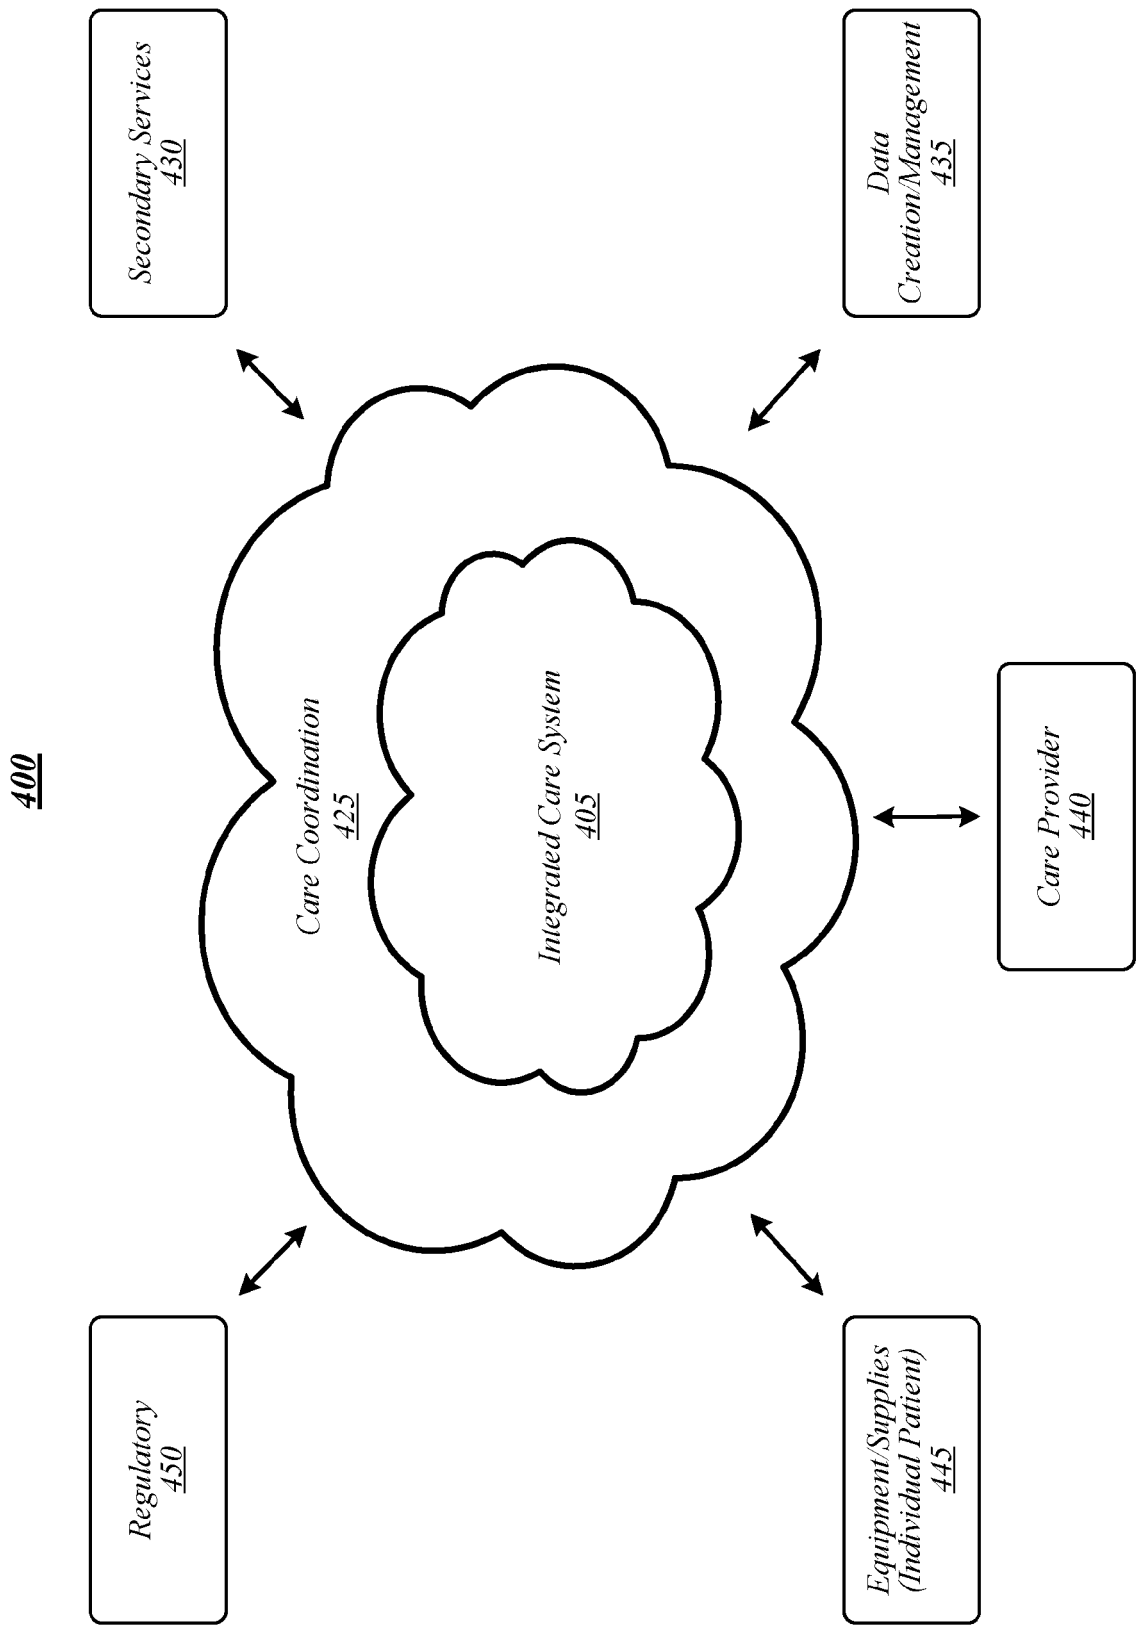 400
Regulatory
450
Secondary Services
430
Care Coordination
425
Integrated Care System
405
Equipment/Supplies
(Individual Patient)
445
Care Provider
440
Data
Creation/Management
435